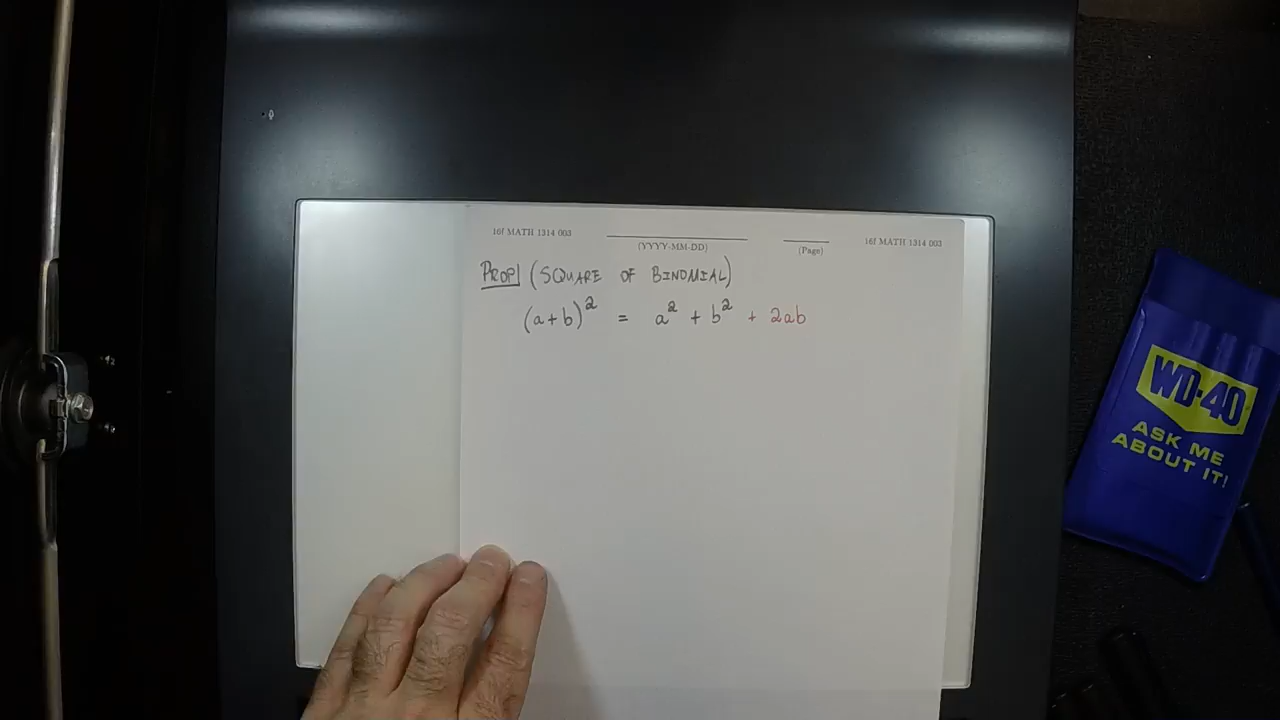 16f MATH 1314 003
(YYYY-MM-DD)
(Page)
16f MATH 1314 003
PROP (SQUARE OF BINOMIAL)
(a+b)² = a² + b² + 2ab
WD-40
ASK ME
ABOUT IT!